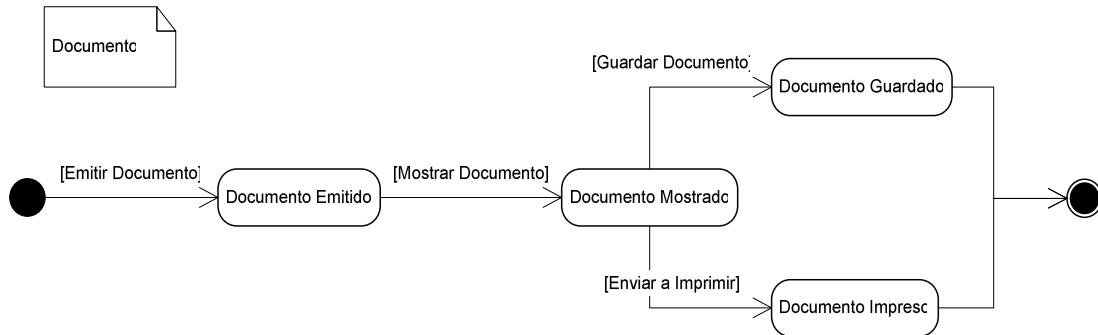 Documento
[Guardar Documento]
Documento Guardado
[Emitir Documento]
[Mostrar Documento]
Documento Emitido
Documento Mostrado
[Enviar a Imprimir]
Documento Impreso